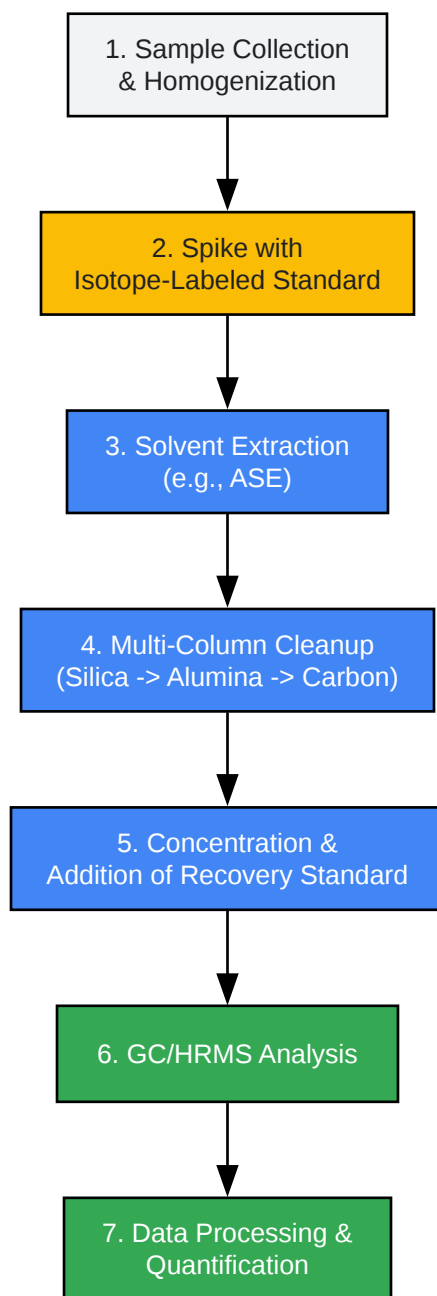 1. Sample Collection
& Homogenization
2. Spike with
Isotope-Labeled Standard
3. Solvent Extraction
(e.g., ASE)
4. Multi-Column Cleanup
(Silica -> Alumina -> Carbon)
5. Concentration &
Addition of Recovery Standard
6. GC/HRMS Analysis
7. Data Processing &
Quantification